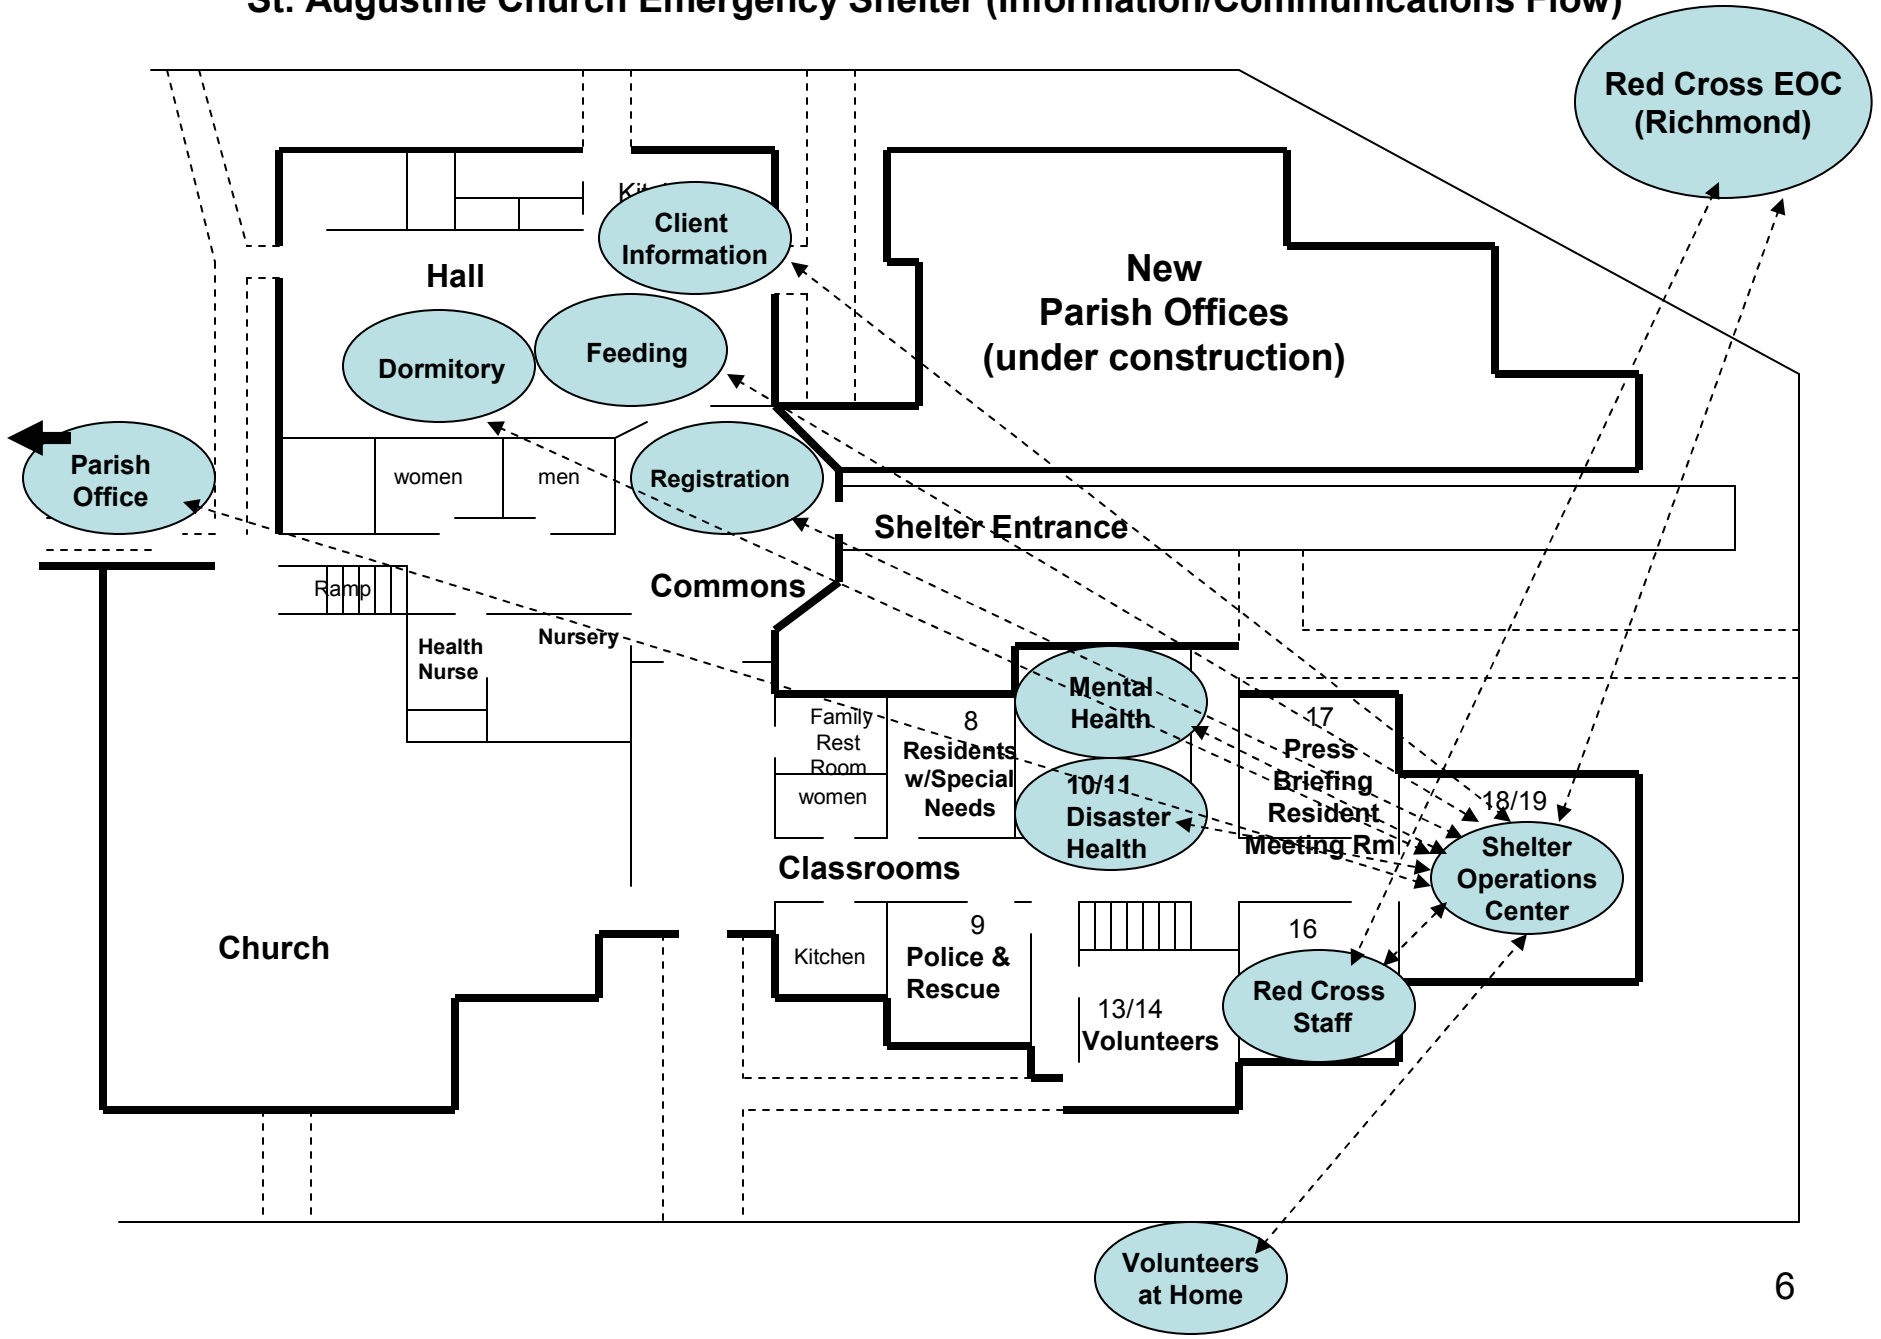 St. Augustine Church Emergency Shelter (Information/Communications Flow)
Red Cross EOC
(Richmond)
Client
Information
Hall
New
Parish Offices
(under construction)
Dormitory
Feeding
Parish
Office
women
men
Registration
Shelter Entrance
Ramp
Commons
Health
Nurse
Nursery
Mental
Health
Family
Rest
Room
women
8
Residents
w/Special
Needs
10/11
Disaster
Health
17
Press
Briefing
Resident
Meeting Rm
18/19
Shelter
Operations
Center
Classrooms
Church
Kitchen
9
Police &
Rescue
13/14
Volunteers
16
Red Cross
Staff
Volunteers
at Home
6